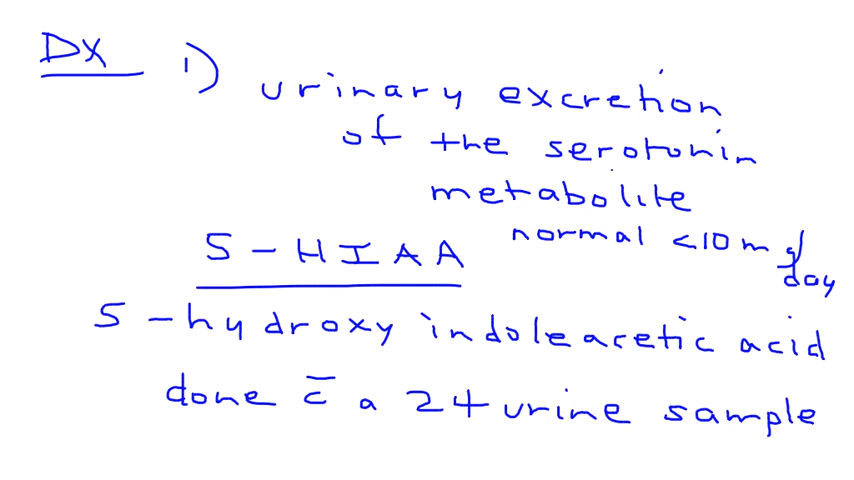 DX 1) urinary excretion
of the serotonin
metabolite
5-HIAA normal <10 mg/
day
5-hydroxy indoleacetic acid
done c̄ a 24 urine sample